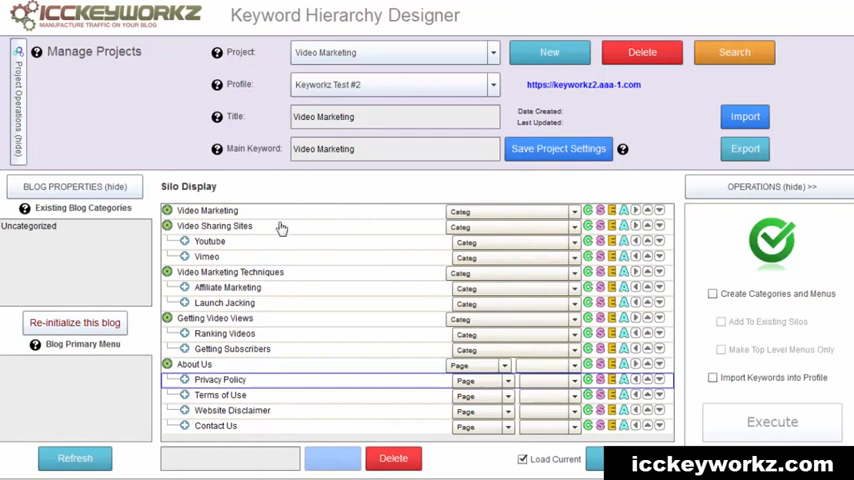 ICCKEYWORKZ
MANUFACTURE TRAFFIC ON YOUR BLOG
Keyword Hierarchy Designer
Project Operations (hide)
Manage Projects
Project: Video Marketing New Delete Search
Profile: Keyworkz Test #2 https://keyworkz2.aaa-1.com
Title: Video Marketing Date Created: Import
Last Updated:
Main Keyword: Video Marketing Save Project Settings Export
BLOG PROPERTIES (hide) Silo Display OPERATIONS (hide) >>
Existing Blog Categories
Uncategorized
Video Marketing Categ C S E A
Video Sharing Sites Categ C S E A
Youtube Categ C S E A
Vimeo Categ C S E A
Video Marketing Techniques Categ C S E A
Affiliate Marketing Categ C S E A
Launch Jacking Categ C S E A
Getting Video Views Categ C S E A
Ranking Videos Categ C S E A
Getting Subscribers Categ C S E A
About Us Page C S E A
Privacy Policy Page C S E A
Terms of Use Page C S E A
Website Disclaimer Page C S E A
Contact Us Page C S E A
Re-initialize this blog
Blog Primary Menu
Create Categories and Menus
Add To Existing Silos
Make Top Level Menus Only
Import Keywords into Profile
Execute
Refresh Delete Load Current
icckeyworkz.com